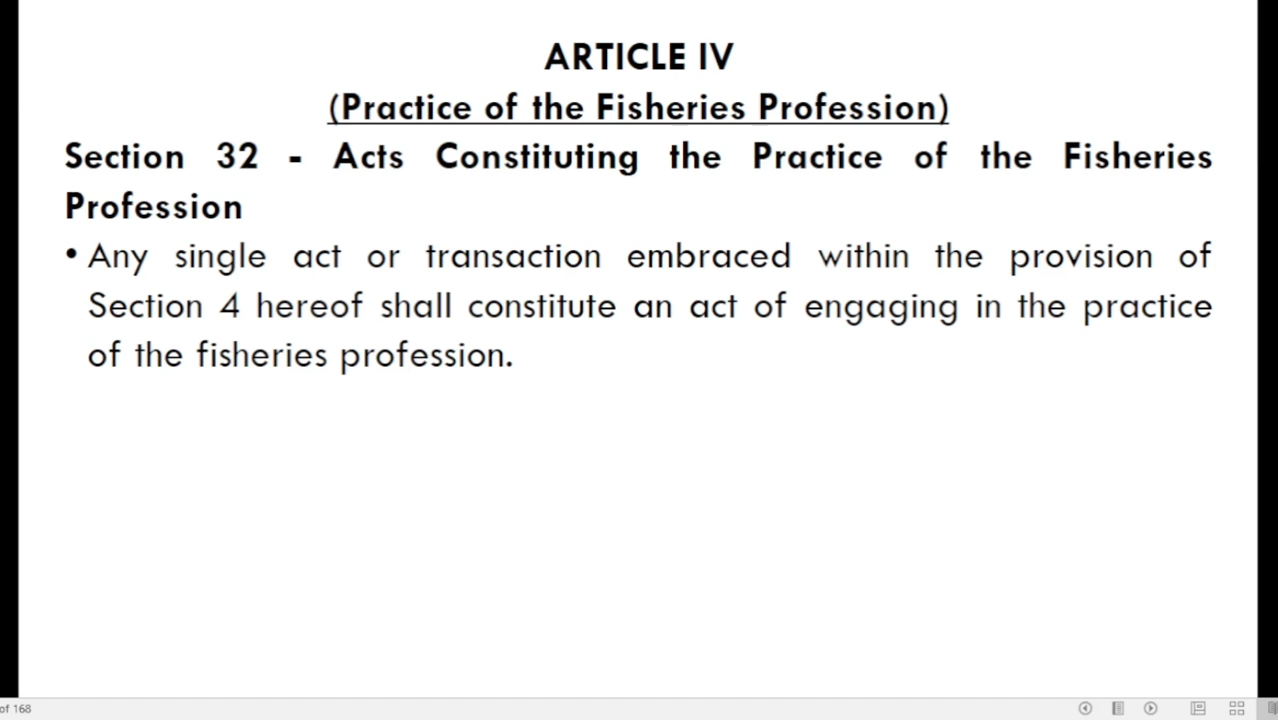 ARTICLE IV
(Practice of the Fisheries Profession)
Section 32 - Acts Constituting the Practice of the Fisheries
Profession
• Any single act or transaction embraced within the provision of
Section 4 hereof shall constitute an act of engaging in the practice
of the fisheries profession.
of 168